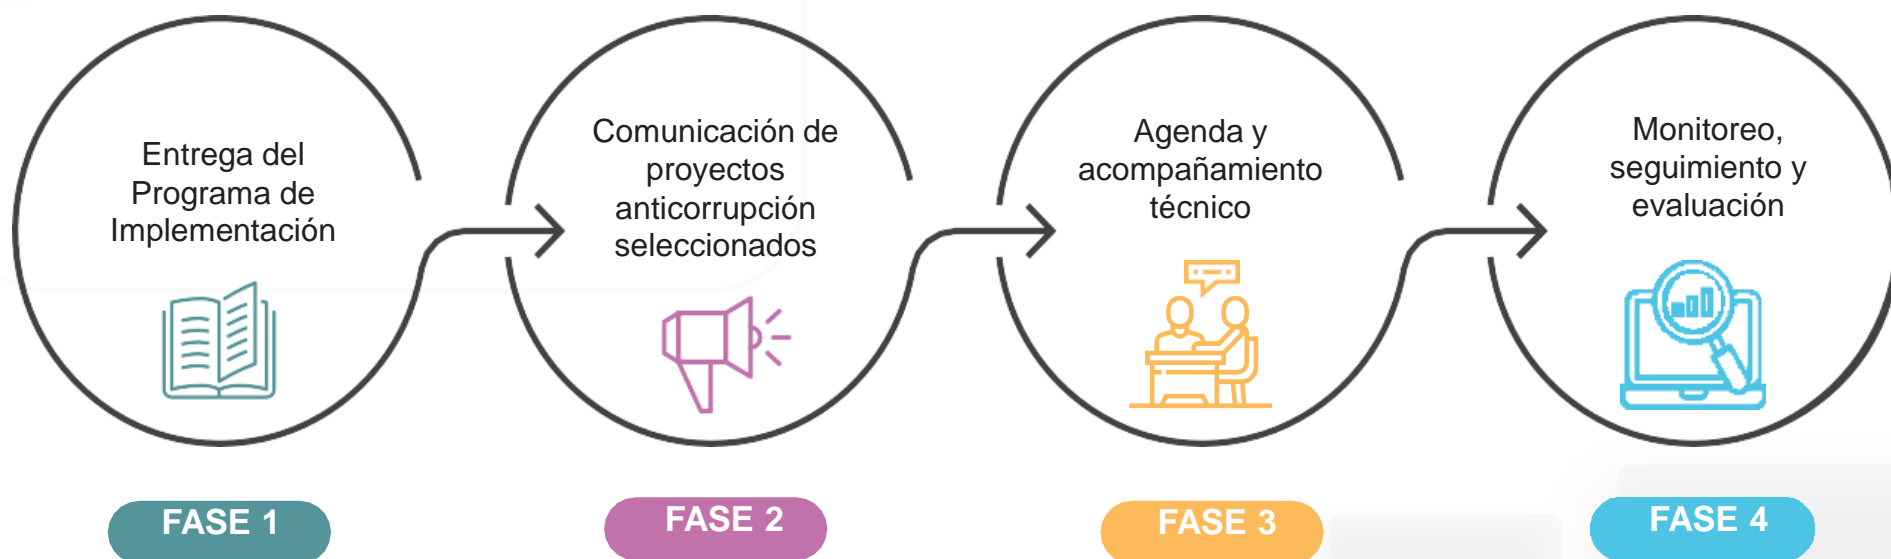 Entrega del
Programa de
Implementación
Comunicación de
proyectos
anticorrupción
seleccionados
Agenda y
acompañamiento
técnico
Monitoreo,
seguimiento y
evaluación
FASE 1
FASE 2
FASE 3
FASE 4